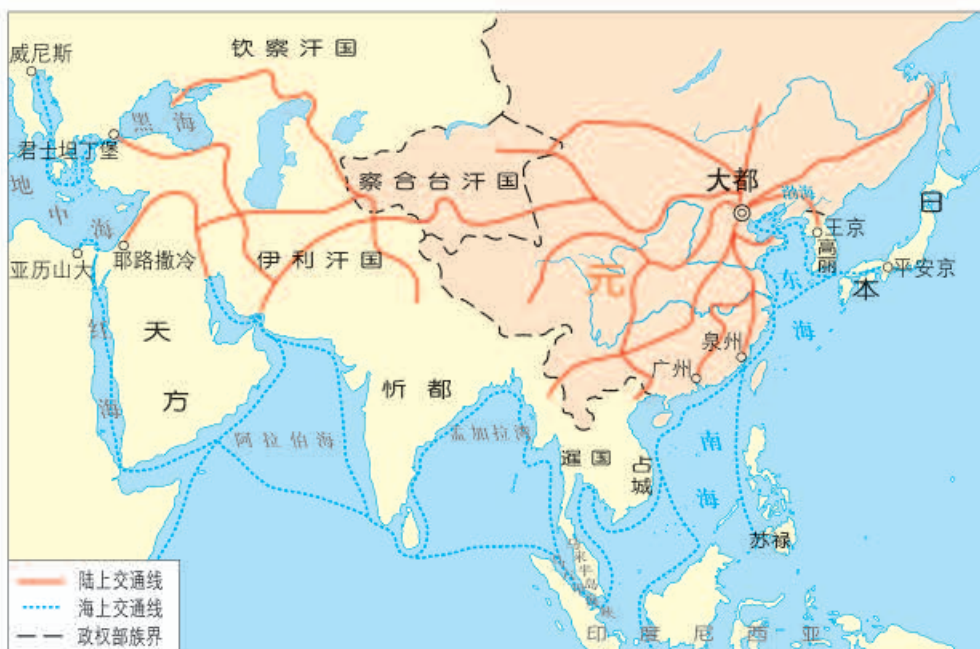 钦察汗国
威尼斯
黑海
君士坦丁堡
地中海
察合台汗国
大都
渤海
日本
王京
高丽
平安京
亚历山大
耶路撒冷
伊利汗国
元
东海
红海
天方
泉州
广州
忻都
阿拉伯海
孟加拉湾
暹国
占城
南海
苏禄
印度尼西亚
陆上交通线
海上交通线
政权部族界